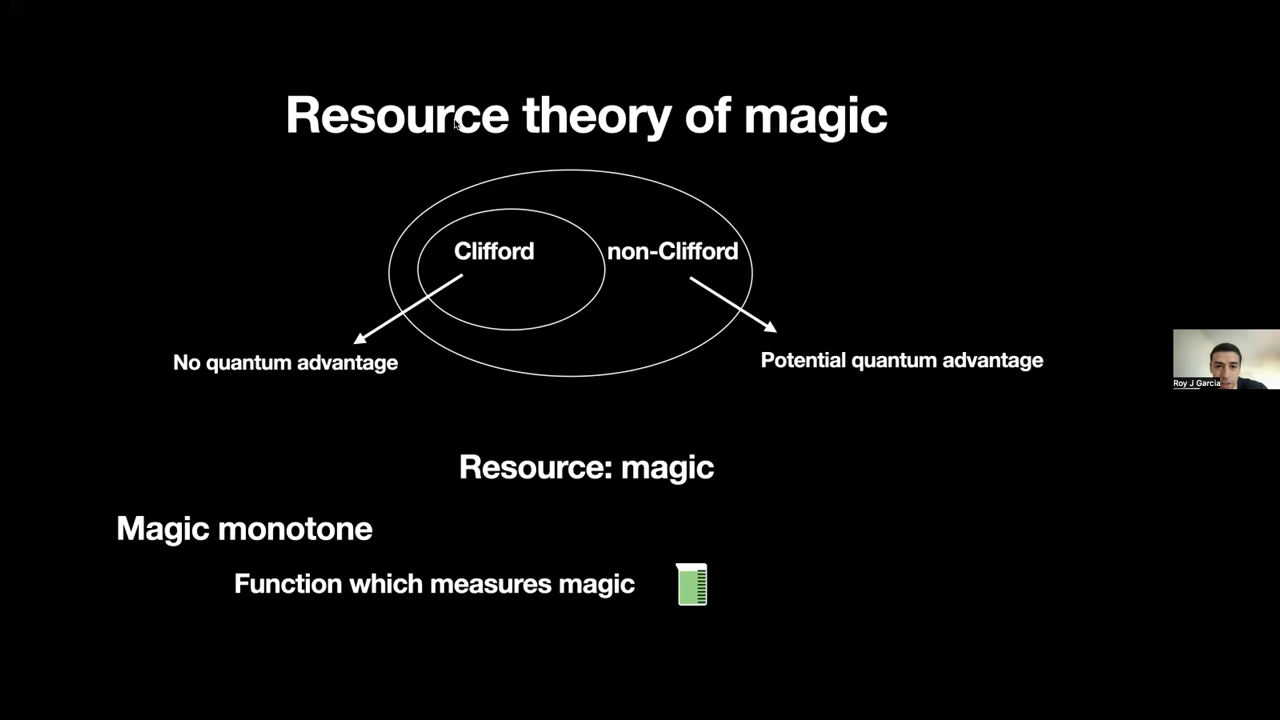 Resource theory of magic
Clifford
non-Clifford
No quantum advantage
Potential quantum advantage
Roy J Garcia
Resource: magic
Magic monotone
Function which measures magic